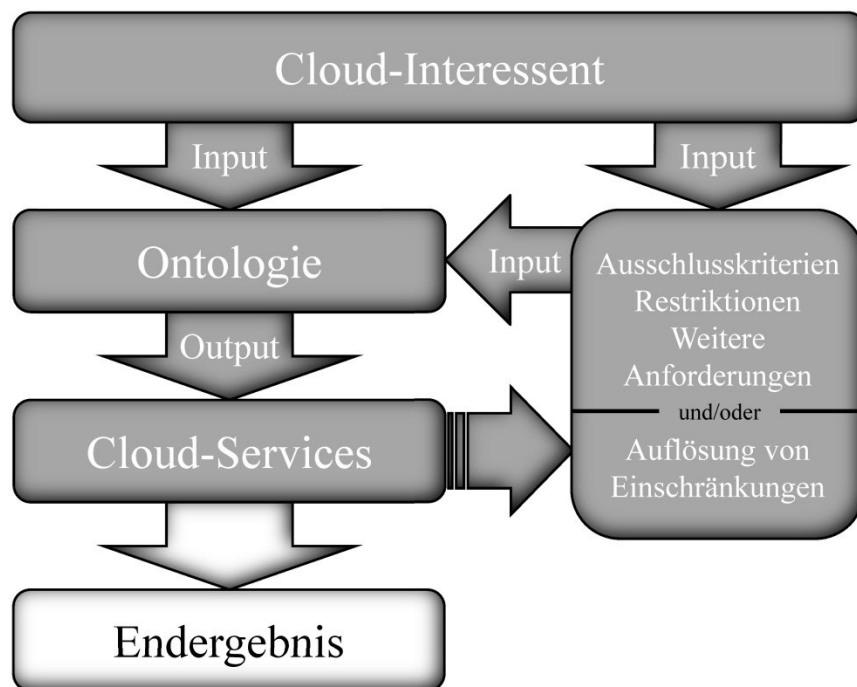 Cloud-Interessent
Input
Input
Ontologie
Input
Ausschlusskriterien
Restriktionen
Weitere
Anforderungen
und/oder
Auflösung von
Einschränkungen
Output
Cloud-Services
Endergebnis